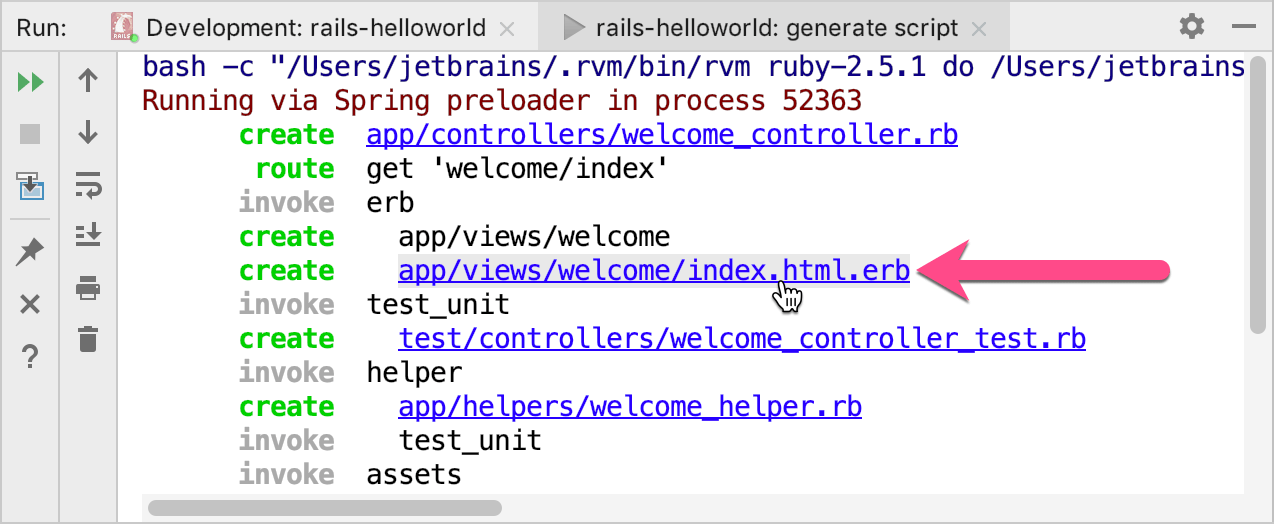 Run: Development: rails-helloworld rails-helloworld: generate script
bash -c "/Users/jetbrains/.rvm/bin/rvm ruby-2.5.1 do /Users/jetbrains
Running via Spring preloader in process 52363
create app/controllers/welcome_controller.rb
route get 'welcome/index'
invoke erb
create app/views/welcome
create app/views/welcome/index.html.erb
invoke test_unit
create test/controllers/welcome_controller_test.rb
invoke helper
create app/helpers/welcome_helper.rb
invoke test_unit
invoke assets